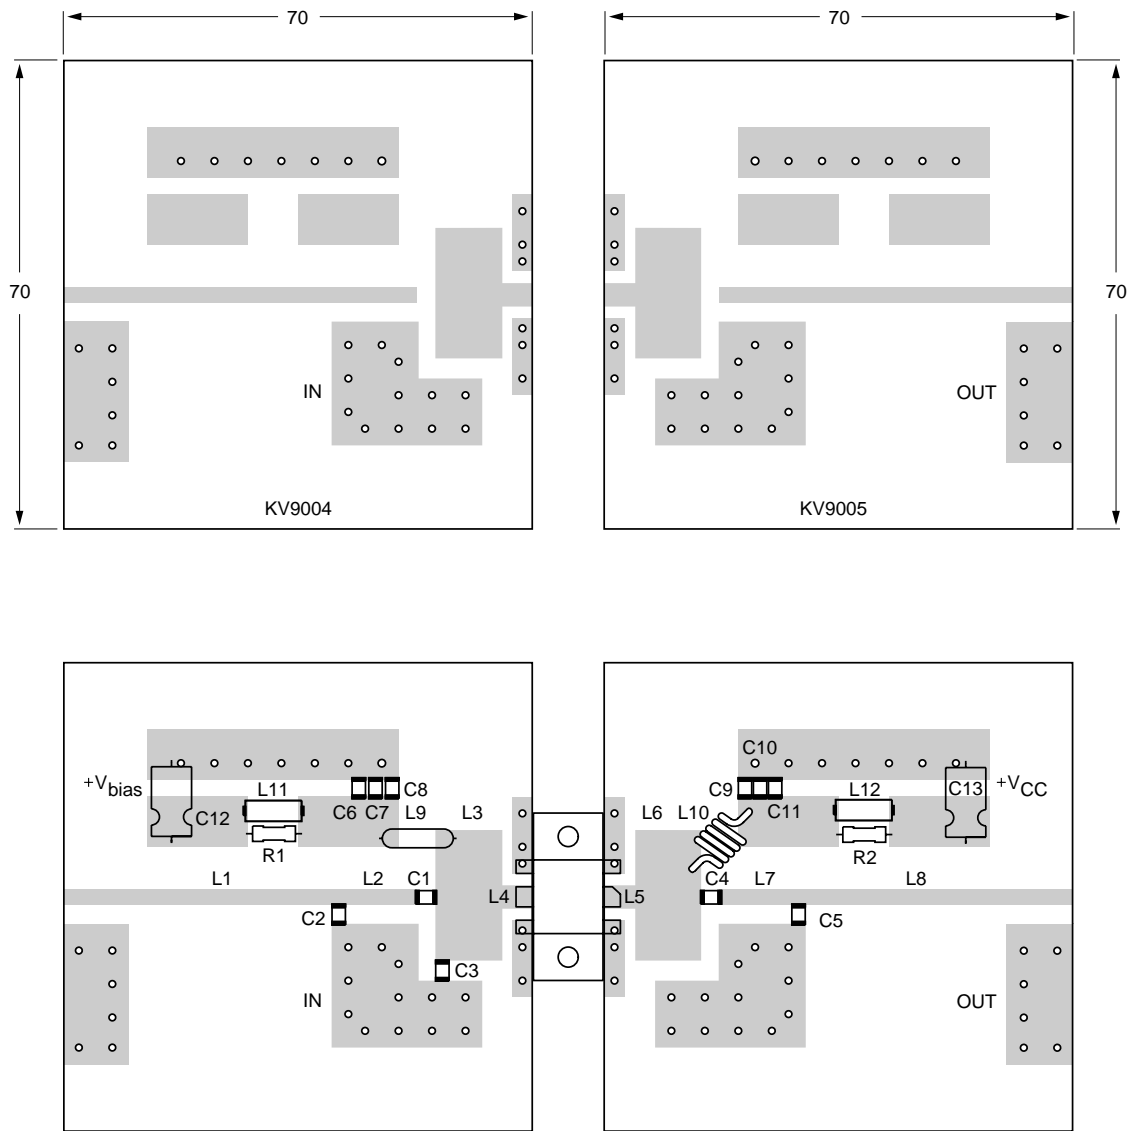 70
70
70
70
IN
OUT
KV9004
KV9005
+Vbias
C12
L11
R1
C6
C7
C8
L9
L3
C10
C9
C11
L6
L10
L12
R2
C13
+VCC
L1
L2
C1
L4
L5
C4
L7
L8
C2
C5
C3
IN
OUT